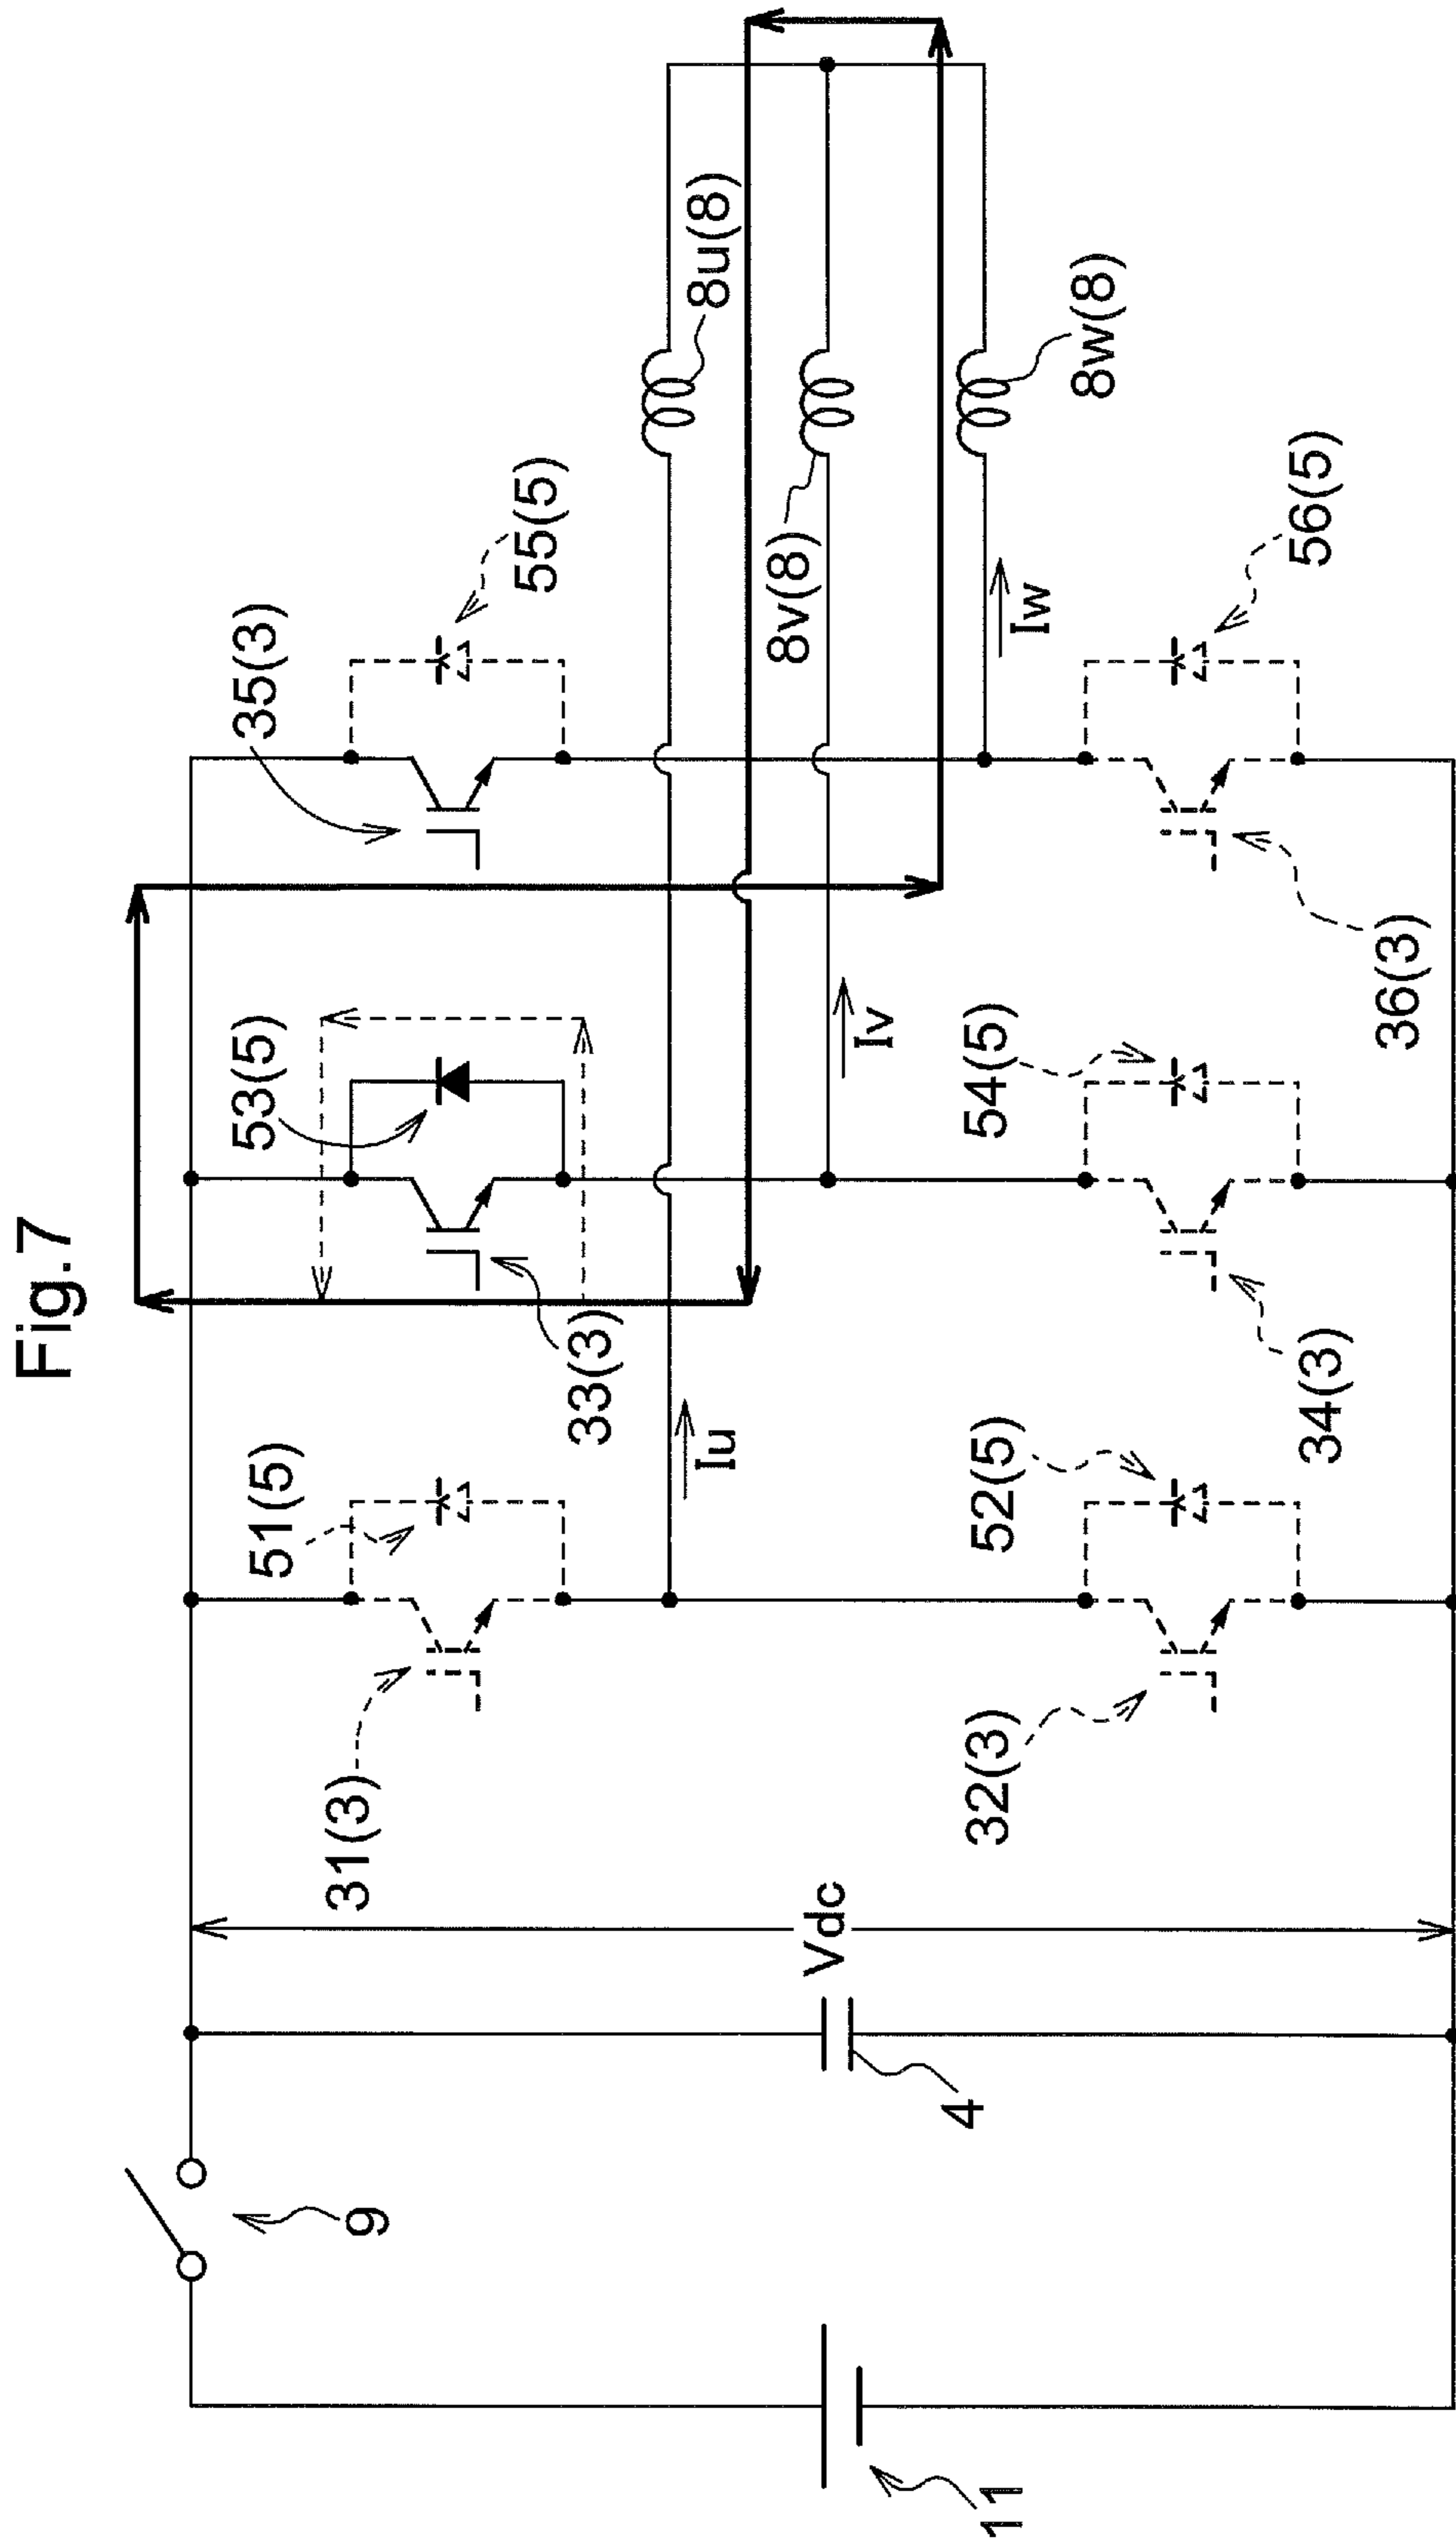 Fig.7
31(3)
51(5)
33(3)
53(5)
35(3)
55(5)
32(3)
52(5)
34(3)
54(5)
36(3)
56(5)
8u(8)
8v(8)
8w(8)
Iu
Iv
Iw
Vdc
4
9
11